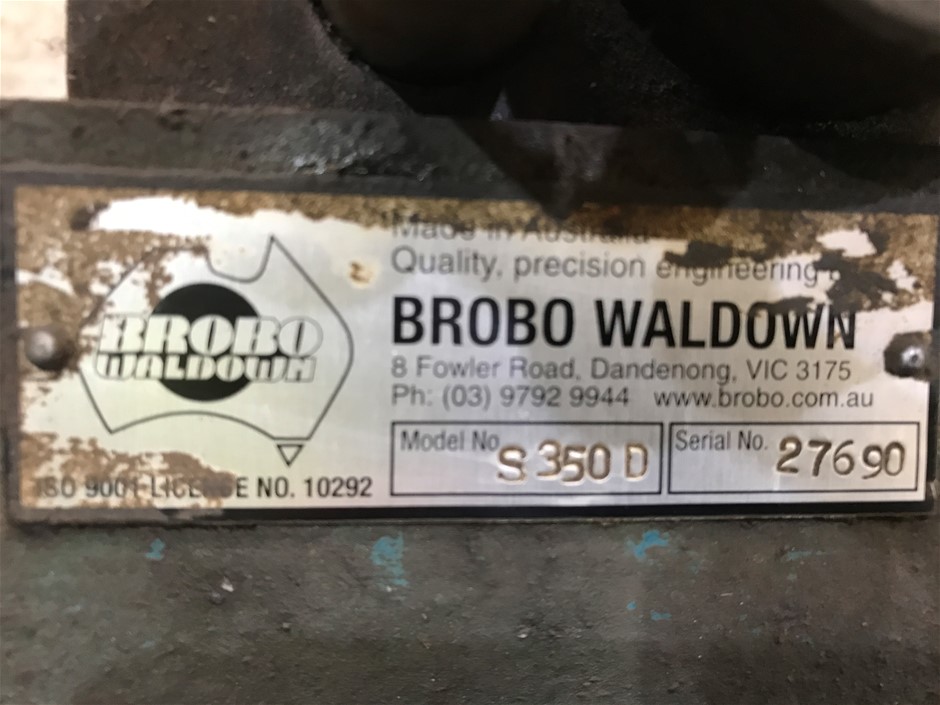 Made in Australia
Quality, precision engineering
BROBO WALDOWN
8 Fowler Road, Dandenong, VIC 3175
Ph: (03) 9792 9944 www.brobo.com.au
BROBO
WALDOWN
Model No. S 350 D
Serial No. 27690
ISO 9001 LICENSE NO. 10292